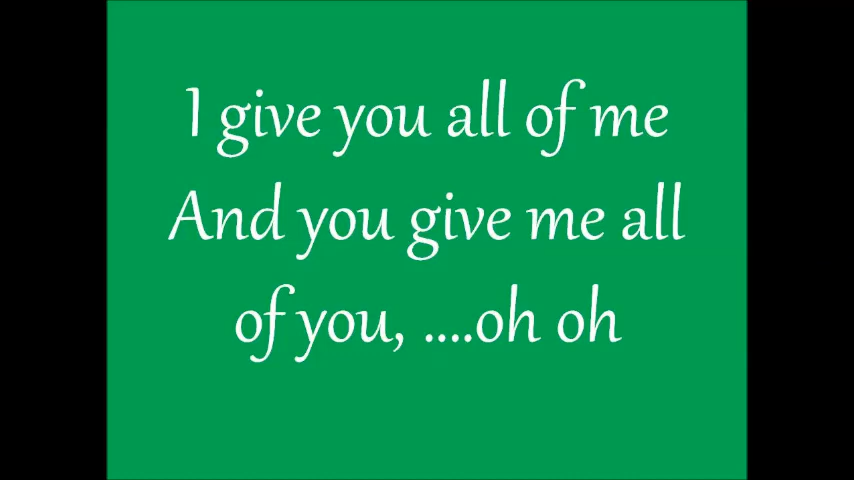 I give you all of me
And you give me all
of you, ....oh oh